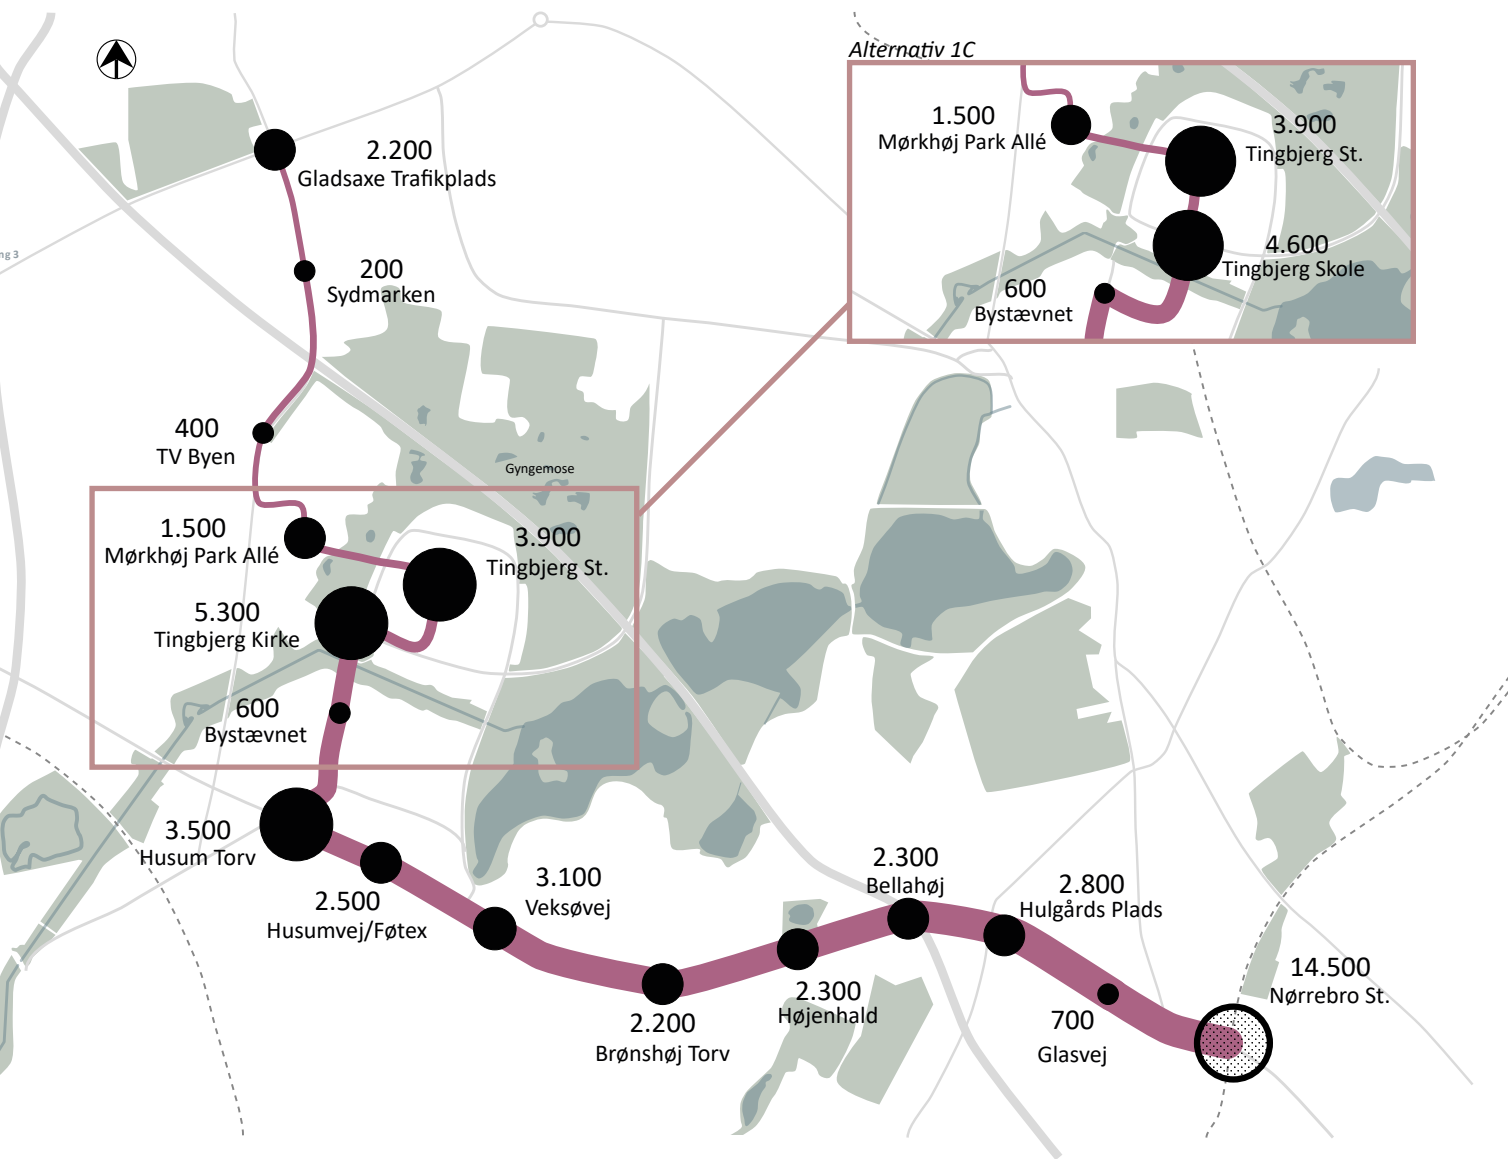 Alternativ 1C
1.500
Mørkhøj Park Allé
3.900
Tingbjerg St.
4.600
Tingbjerg Skole
600
Bystævnet
2.200
Gladsaxe Trafikplads
ng 3
200
Sydmarken
400
TV Byen
Gyngemose
1.500
Mørkhøj Park Allé
3.900
Tingbjerg St.
5.300
Tingbjerg Kirke
600
Bystævnet
3.500
Husum Torv
2.500
Husumvej/Føtex
3.100
Veksøvej
2.200
Brønshøj Torv
2.300
Højenhald
2.300
Bellahøj
2.800
Hulgårds Plads
700
Glasvej
14.500
Nørrebro St.